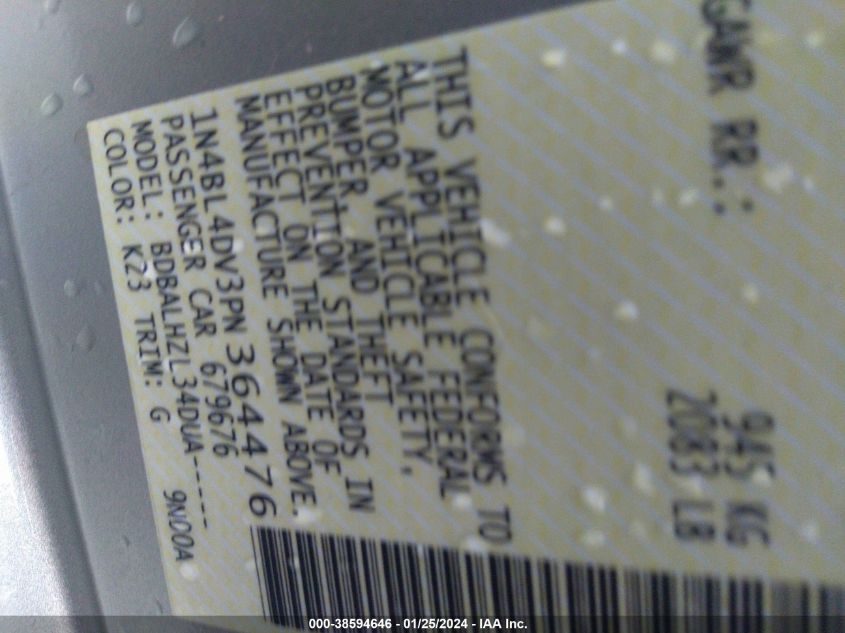 GAWR RR.: 945 KG
2083 LB
THIS VEHICLE CONFORMS TO
ALL APPLICABLE FEDERAL
MOTOR VEHICLE SAFETY,
BUMPER, AND THEFT
PREVENTION STANDARDS IN
EFFECT ON THE DATE OF
MANUFACTURE SHOWN ABOVE.
1N4BL4DV3PN364476
PASSENGER CAR 679676
MODEL: BDBALHZL34DUA-----
COLOR: K23 TRIM: G 9N00A
000-38594646 - 01/25/2024 - IAA Inc.